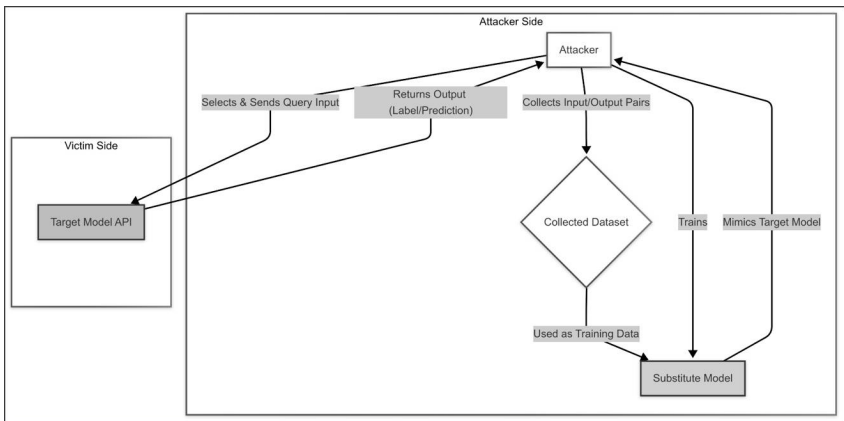 Attacker Side
Attacker
Selects & Sends Query Input
Returns Output
(Label/Prediction)
Collects Input/Output Pairs
Victim Side
Target Model API
Collected Dataset
Trains
Mimics Target Model
Used as Training Data
Substitute Model